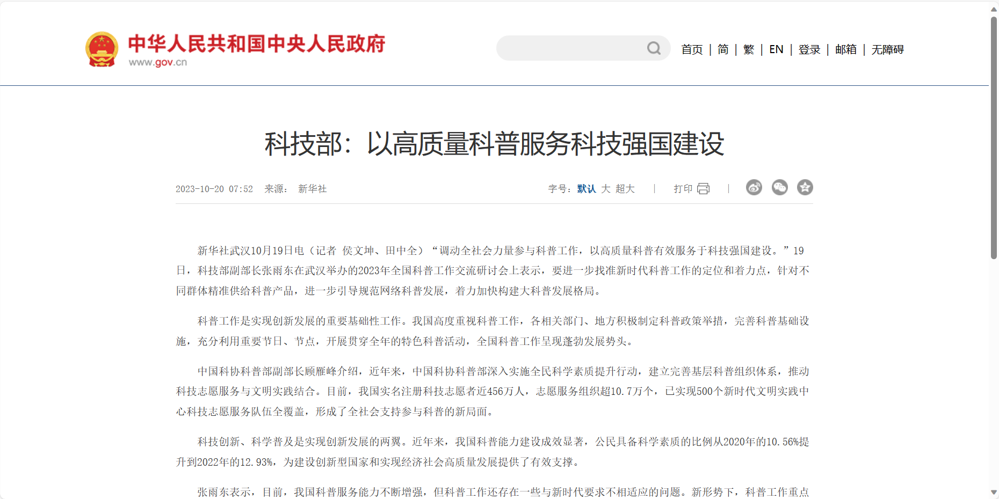 中华人民共和国中央人民政府
www.gov.cn
首页 | 简 | 繁 | EN | 登录 | 邮箱 | 无障碍
科技部：以高质量科普服务科技强国建设
2023-10-20 07:52 来源： 新华社
字号：默认 大 超大 | 打印 |
新华社武汉10月19日电（记者 侯文坤、田中全）“调动全社会力量参与科普工作，以高质量科普有效服务于科技强国建设。”19
日，科技部副部长张雨东在武汉举办的2023年全国科普工作交流研讨会上表示，要进一步找准新时代科普工作的定位和着力点，针对不
同群体精准供给科普产品，进一步引导规范网络科普发展，着力加快构建大科普发展格局。
科普工作是实现创新发展的重要基础性工作。我国高度重视科普工作，各相关部门、地方积极制定科普政策举措，完善科普基础设
施，充分利用重要节日、节点，开展贯穿全年的特色科普活动，全国科普工作呈现蓬勃发展势头。
中国科协科普部副部长顾雁峰介绍，近年来，中国科协科普部深入实施全民科学素质提升行动，建立完善基层科普组织体系，推动
科技志愿服务与文明实践结合。目前，我国实名注册科技志愿者近456万人，志愿服务组织超10.7万个，已实现500个新时代文明实践中
心科技志愿服务队伍全覆盖，形成了全社会支持参与科普的新局面。
科技创新、科学普及是实现创新发展的两翼。近年来，我国科普能力建设成效显著，公民具备科学素质的比例从2020年的10.56%提
升到2022年的12.93%，为建设创新型国家和实现经济社会高质量发展提供了有效支撑。
张雨东表示，目前，我国科普服务能力不断增强，但科普工作还存在一些与新时代要求不相适应的问题。新形势下，科普工作重点